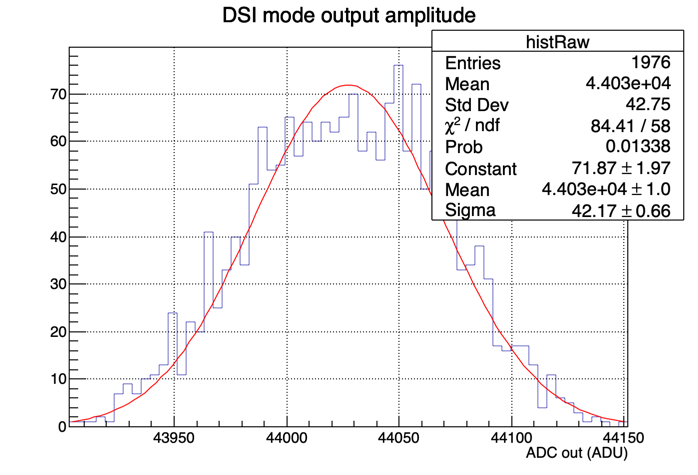 DSI mode output amplitude
histRaw
Entries 1976
Mean 4.403e+04
Std Dev 42.75
χ² / ndf 84.41 / 58
Prob 0.01338
Constant 71.87 ± 1.97
Mean 4.403e+04 ± 1.0
Sigma 42.17 ± 0.66
70
60
50
40
30
20
10
0
43950 44000 44050 44100 44150
ADC out (ADU)